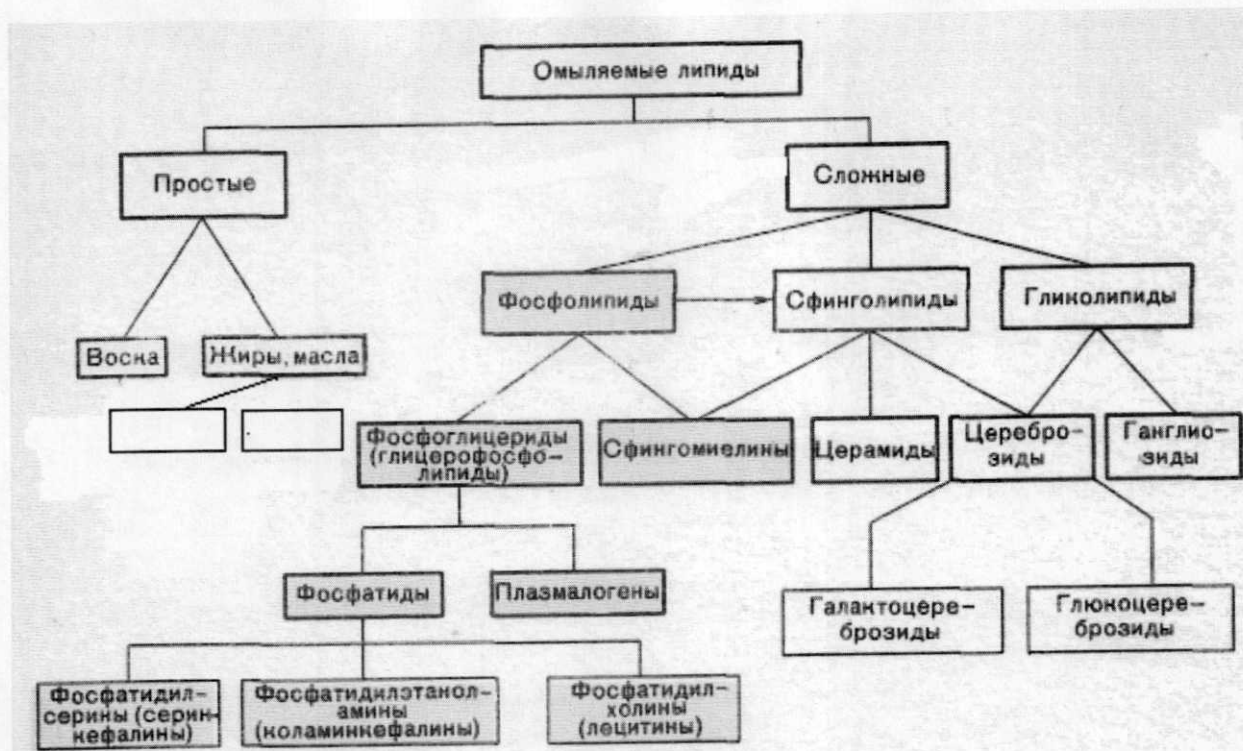 Омыляемые липиды
Простые
Сложные
Фосфолипиды
Сфинголипиды
Гликолипиды
Воска
Жиры, масла
Фосфоглицериды
(глицерофосфо-
липиды)
Сфингомиелины
Церамиды
Церебро-
зиды
Ганглио-
зиды
Фосфатиды
Плазмалогены
Галактоцере-
брозиды
Глюкоцере-
брозиды
Фосфатидил-
серины (серин-
кефалины)
Фосфатидилэтанол-
амины
(коламинкефалины)
Фосфатидил-
холины
(лецитины)